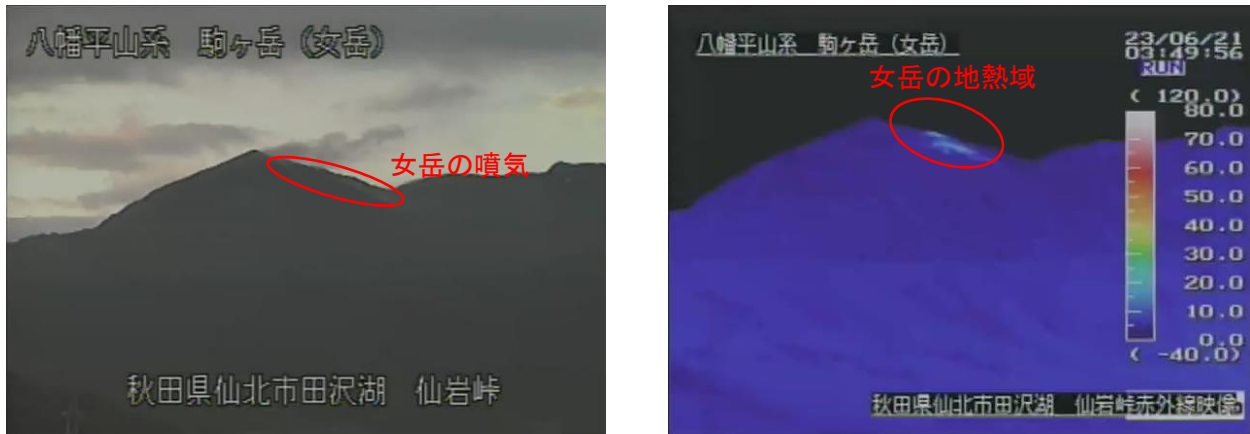 八幡平山系 駒ヶ岳(女岳)
女岳の噴気
秋田県仙北市田沢湖 仙岩峠
八幡平山系 駒ヶ岳(女岳)
23/06/21
03:49:56
RUN
女岳の地熱域
( 120.0)
80.0
70.0
60.0
50.0
40.0
30.0
20.0
10.0
0.0
( -40.0)
秋田県仙北市田沢湖 仙岩峠赤外線映像